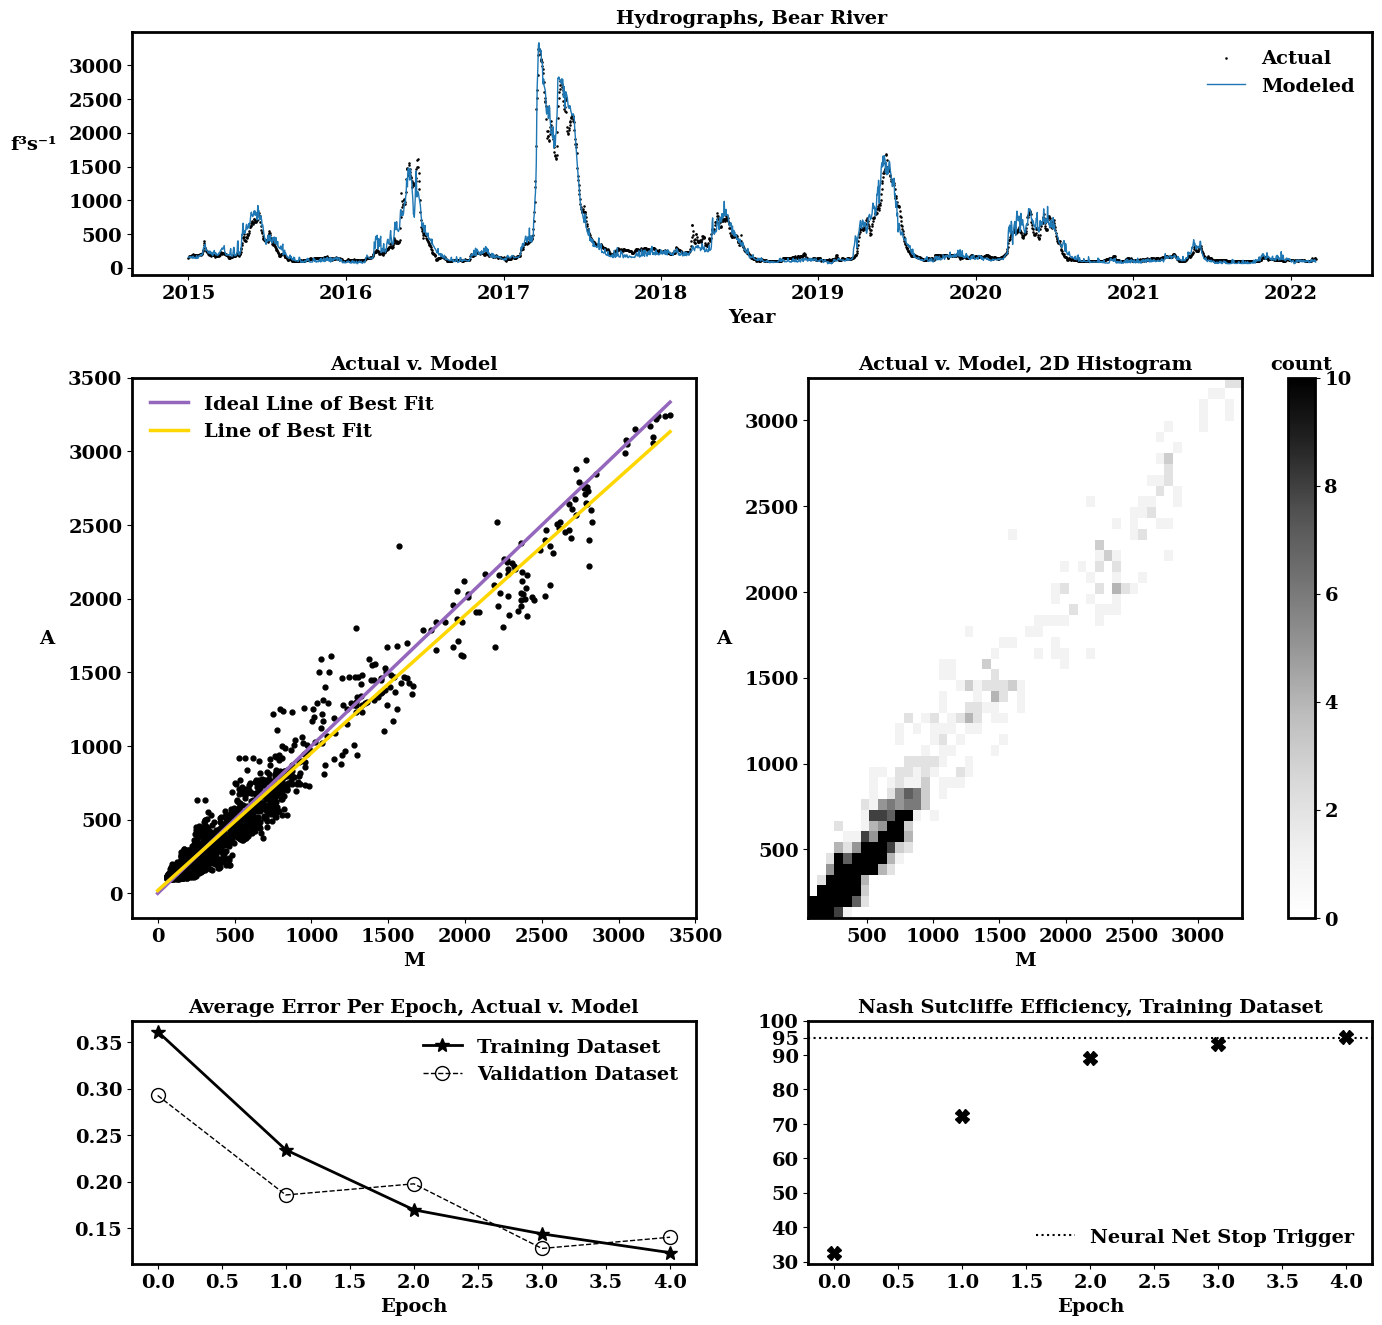 Hydrographs, Bear River
3000
2500
2000
1500
1000
500
0
f³s⁻¹
Actual
Modeled
2015 2016 2017 2018 2019 2020 2021 2022
Year
Actual v. Model
3500
3000
2500
2000
1500
1000
500
0
A
Ideal Line of Best Fit
Line of Best Fit
0 500 1000 1500 2000 2500 3000 3500
M
Actual v. Model, 2D Histogram
3000
2500
2000
1500
1000
500
A
500 1000 1500 2000 2500 3000
M
count
10
8
6
4
2
0
Average Error Per Epoch, Actual v. Model
0.35
0.30
0.25
0.20
0.15
Training Dataset
Validation Dataset
0.0 0.5 1.0 1.5 2.0 2.5 3.0 3.5 4.0
Epoch
Nash Sutcliffe Efficiency, Training Dataset
100
95
90
80
70
60
50
40
30
Neural Net Stop Trigger
0.0 0.5 1.0 1.5 2.0 2.5 3.0 3.5 4.0
Epoch